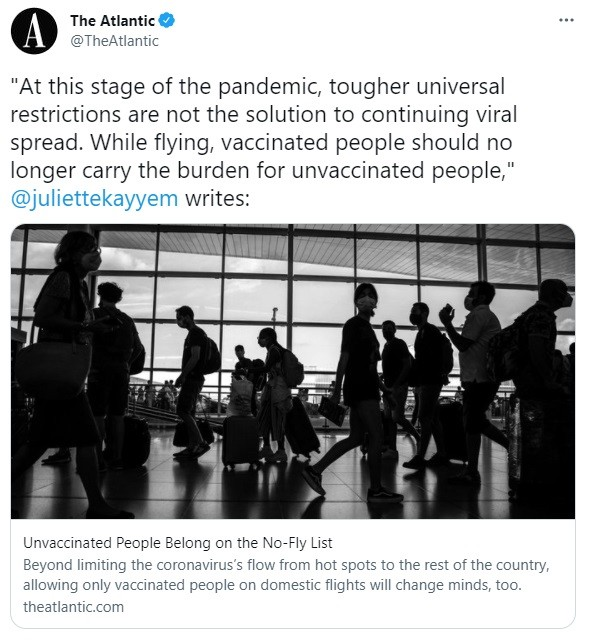 The Atlantic
@TheAtlantic
"At this stage of the pandemic, tougher universal
restrictions are not the solution to continuing viral
spread. While flying, vaccinated people should no
longer carry the burden for unvaccinated people,"
@juliettekayyem writes:
Unvaccinated People Belong on the No-Fly List
Beyond limiting the coronavirus's flow from hot spots to the rest of the country,
allowing only vaccinated people on domestic flights will change minds, too.
theatlantic.com